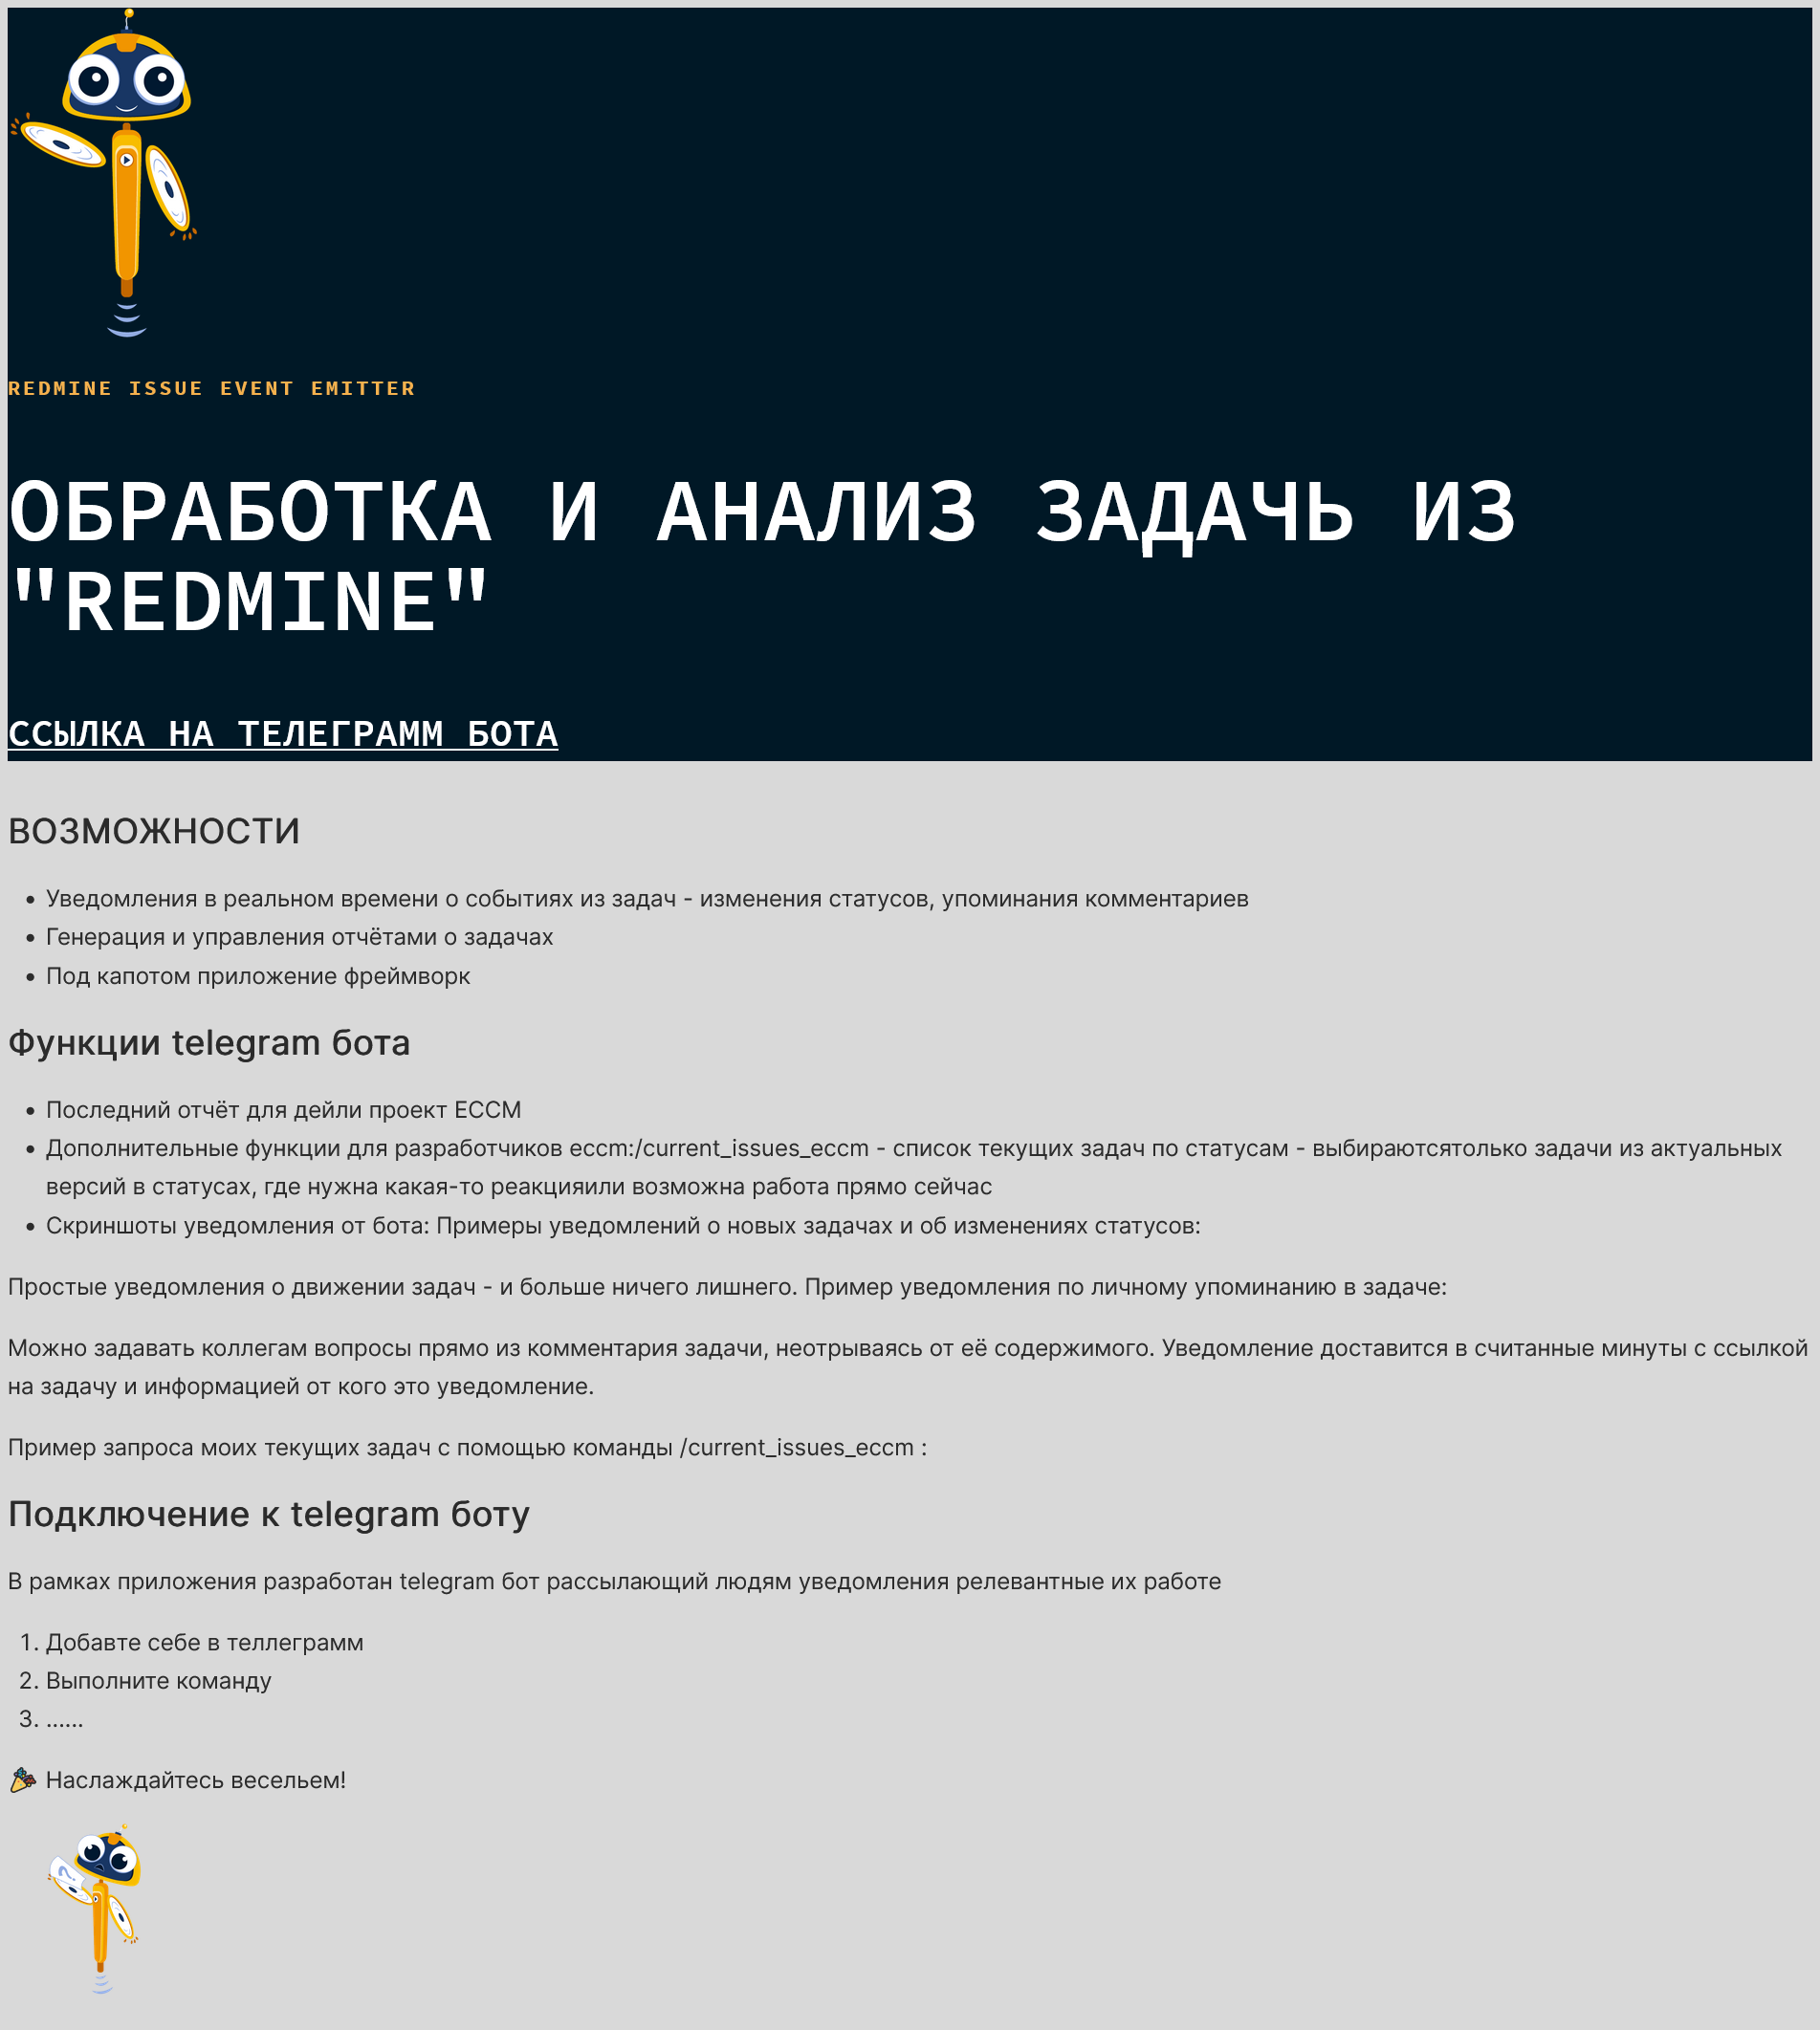 REDMINE ISSUE EVENT EMITTER
ОБРАБОТКА И АНАЛИЗ ЗАДАЧЬ ИЗ
"REDMINE"
ССЫЛКА НА ТЕЛЕГРАММ БОТА
ВОЗМОЖНОСТИ
• Уведомления в реальном времени о событиях из задач - изменения статусов, упоминания комментариев
• Генерация и управления отчётами о задачах
• Под капотом приложение фреймворк
Функции telegram бота
• Последний отчёт для дейли проект ECCM
• Дополнительные функции для разработчиков eccm:/current_issues_eccm - список текущих задач по статусам - выбираютсятолько задачи из актуальных
версий в статусах, где нужна какая-то реакцияили возможна работа прямо сейчас
• Скриншоты уведомления от бота: Примеры уведомлений о новых задачах и об изменениях статусов:
Простые уведомления о движении задач - и больше ничего лишнего. Пример уведомления по личному упоминанию в задаче:
Можно задавать коллегам вопросы прямо из комментария задачи, неотрываясь от её содержимого. Уведомление доставится в считанные минуты с ссылкой
на задачу и информацией от кого это уведомление.
Пример запроса моих текущих задач с помощью команды /current_issues_eccm :
Подключение к telegram боту
В рамках приложения разработан telegram бот рассылающий людям уведомления релевантные их работе
1. Добавте себе в теллеграмм
2. Выполните команду
3. ......
🎉 Наслаждайтесь весельем!
?